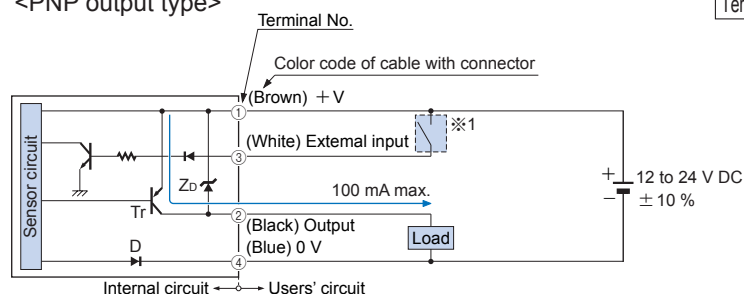 <PNP output type>
Ter
Terminal No.
Color code of cable with connector
(Brown) +V
1
※1
(White) External input
3
Sensor circuit
ZD
100 mA max.
+ 12 to 24 V DC
− ±10 %
Tr
2
(Black) Output
Load
(Blue) 0 V
D
4
Internal circuit Users' circuit